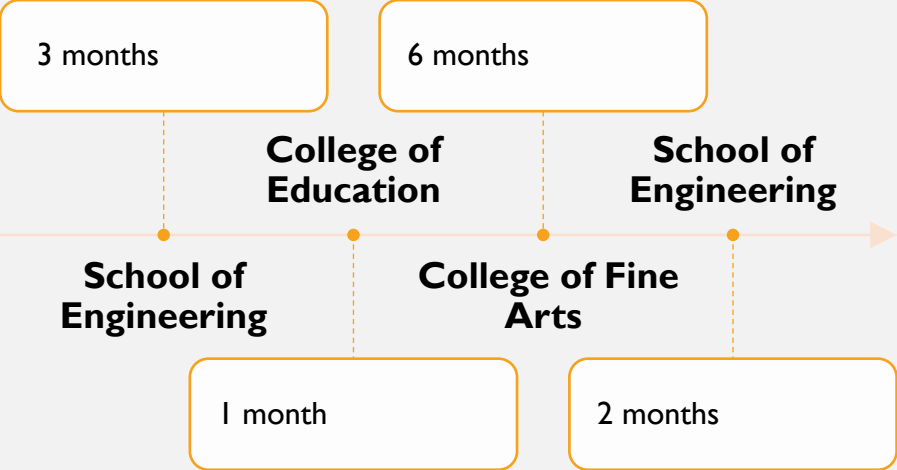 3 months
6 months
College of
Education
School of
Engineering
School of
Engineering
College of Fine
Arts
1 month
2 months